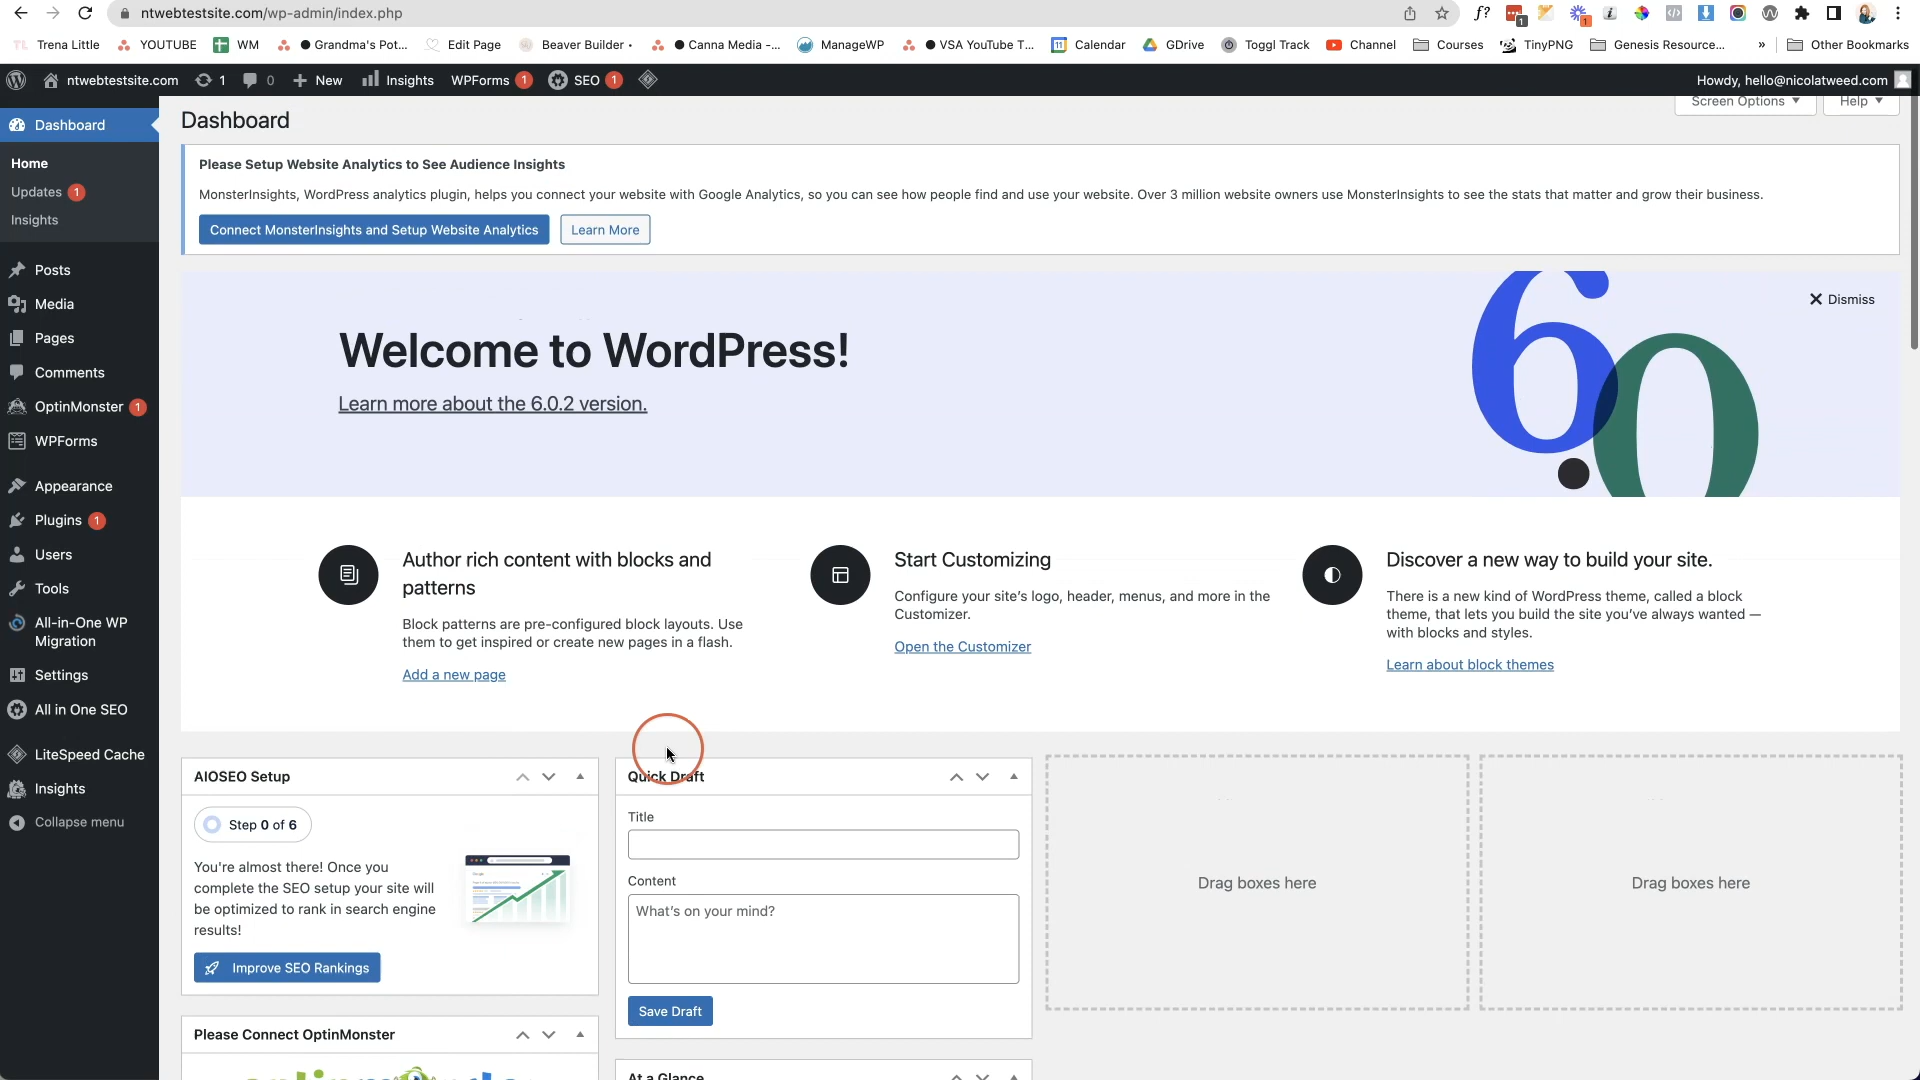 ntwebtestsite.com/wp-admin/index.php
Trena Little
YOUTUBE
WM
Grandma's Pot...
Edit Page
Beaver Builder •
Canna Media -...
ManageWP
VSA YouTube T...
Calendar
GDrive
Toggl Track
Channel
Courses
TinyPNG
Genesis Resource...
»
Other Bookmarks
ntwebtestsite.com
1
0
New
Insights
WPForms 1
SEO 1
Howdy, hello@nicolatweed.com
Screen Options
Help
Dashboard
Home
Updates 1
Insights
Posts
Media
Pages
Comments
OptinMonster 1
WPForms
Appearance
Plugins 1
Users
Tools
All-in-One WP
Migration
Settings
All in One SEO
LiteSpeed Cache
Insights
Collapse menu
Dashboard
Please Setup Website Analytics to See Audience Insights
MonsterInsights, WordPress analytics plugin, helps you connect your website with Google Analytics, so you can see how people find and use your website. Over 3 million website owners use MonsterInsights to see the stats that matter and grow their business.
Connect MonsterInsights and Setup Website Analytics
Learn More
Dismiss
Welcome to WordPress!
Learn more about the 6.0.2 version.
6.0
Author rich content with blocks and
patterns
Block patterns are pre-configured block layouts. Use
them to get inspired or create new pages in a flash.
Add a new page
Start Customizing
Configure your site's logo, header, menus, and more in the
Customizer.
Open the Customizer
Discover a new way to build your site.
There is a new kind of WordPress theme, called a block
theme, that lets you build the site you've always wanted —
with blocks and styles.
Learn about block themes
AIOSEO Setup
Step 0 of 6
You're almost there! Once you
complete the SEO setup your site will
be optimized to rank in search engine
results!
Improve SEO Rankings
Please Connect OptinMonster
Quick Draft
Title
Content
What's on your mind?
Save Draft
At a Glance
Drag boxes here
Drag boxes here